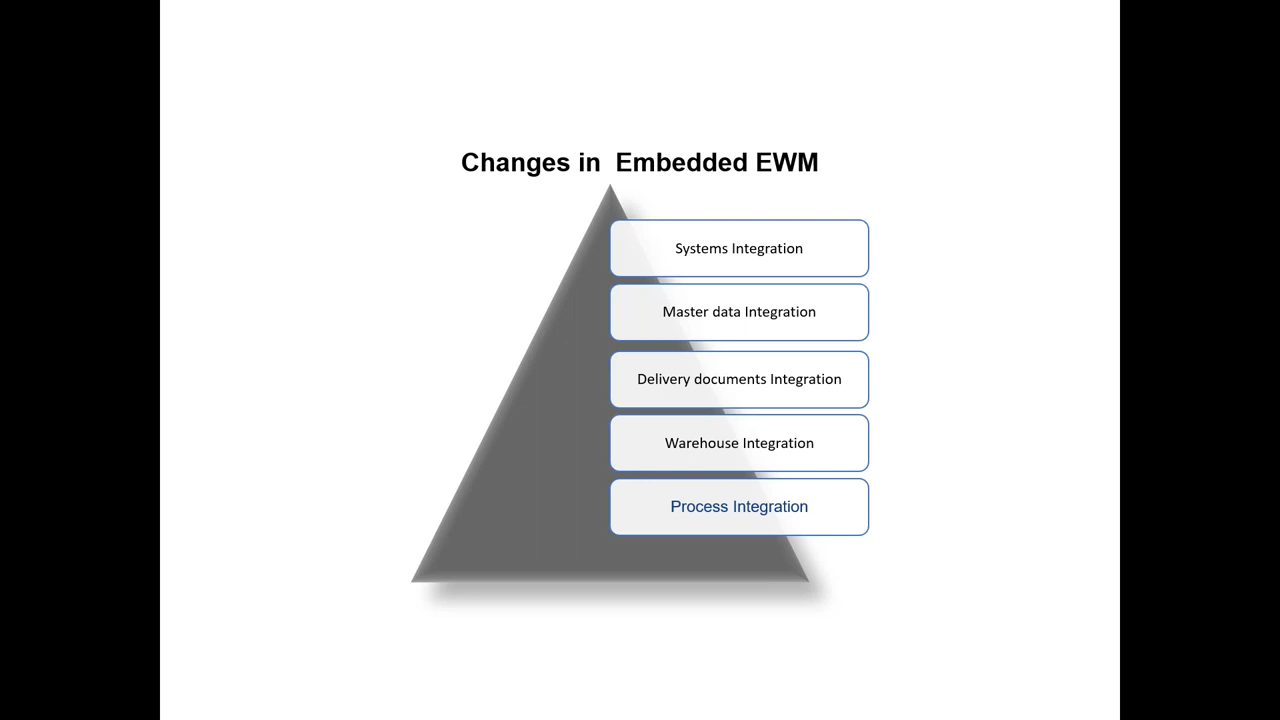 Changes in  Embedded EWM
Systems Integration
Master data Integration
Delivery documents Integration
Warehouse Integration
Process Integration